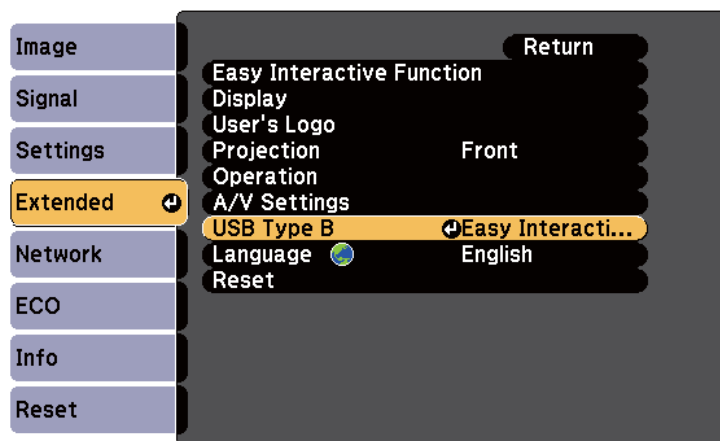 Image
Signal
Settings
Extended
Network
ECO
Info
Reset
Return
Easy Interactive Function
Display
User's Logo
Projection Front
Operation
A/V Settings
USB Type B Easy Interacti...
Language English
Reset